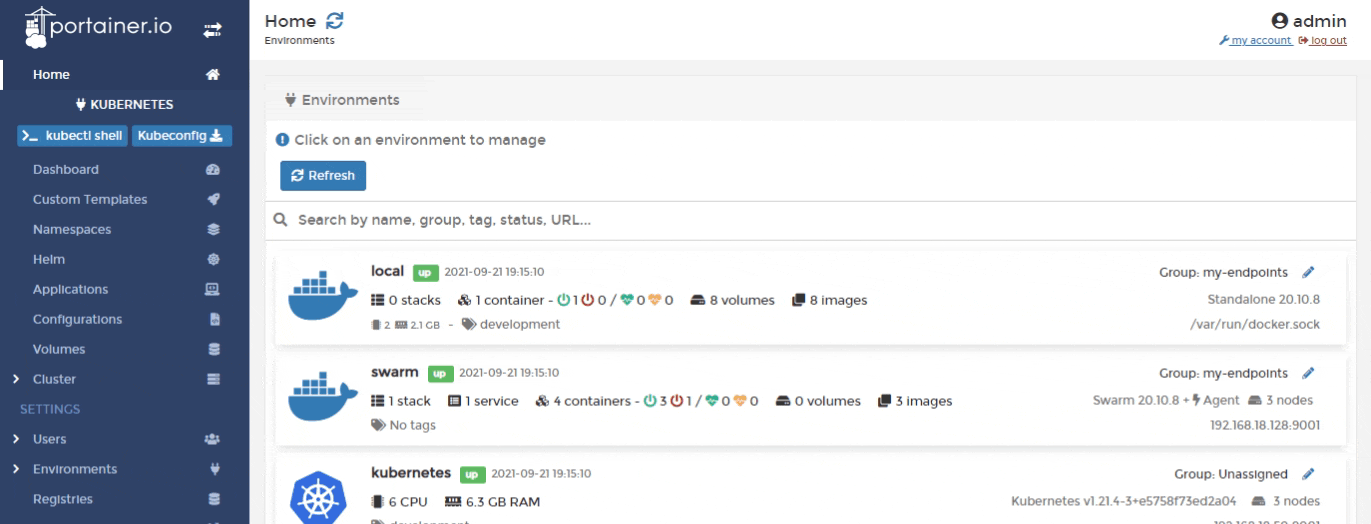 portainer.io
Home
KUBERNETES
kubectl shell
Kubeconfig
Dashboard
Custom Templates
Namespaces
Helm
Applications
Configurations
Volumes
Cluster
SETTINGS
Users
Environments
Registries
Home
Environments
admin
my account log out
Environments
Click on an environment to manage
Refresh
Search by name, group, tag, status, URL...
local up 2021-09-21 19:15:10
Group: my-endpoints
0 stacks 1 container - 1 0 / 0 0 8 volumes 8 images
Standalone 20.10.8
2 2.1 GB - development
/var/run/docker.sock
swarm up 2021-09-21 19:15:10
Group: my-endpoints
1 stack 1 service 4 containers - 3 1 / 0 0 0 volumes 3 images
Swarm 20.10.8 + Agent 3 nodes
No tags
192.168.18.128:9001
kubernetes up 2021-09-21 19:15:10
Group: Unassigned
6 CPU 6.3 GB RAM
Kubernetes v1.21.4-3+e5758f73ed2a04 3 nodes
development